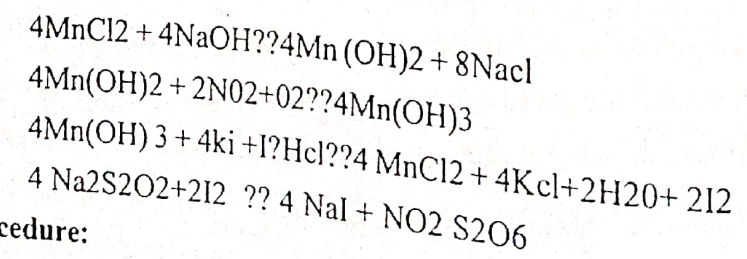 4MnCl2 + 4NaOH??4Mn (OH)2 + 8Nacl
4Mn(OH)2 + 2N02+02??4Mn(OH)3
4Mn(OH) 3 + 4ki +I?Hcl??4 MnCl2 + 4Kcl+2H20+ 2I2
4 Na2S2O2+2I2 ?? 4 NaI + NO2 S2O6
cedure: